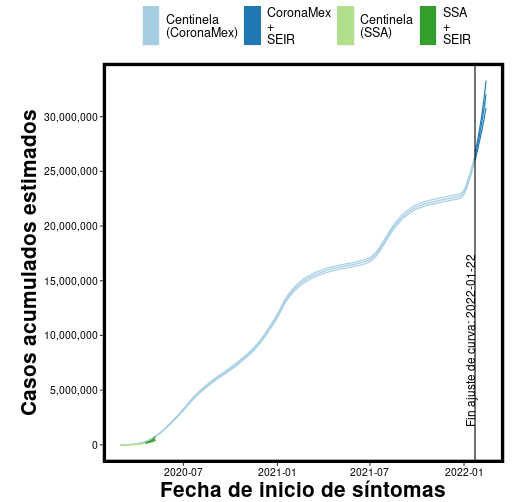 Centinela
(CoronaMex)
CoronaMex
+
SEIR
Centinela
(SSA)
SSA
+
SEIR
Casos acumulados estimados
30,000,000
25,000,000
20,000,000
15,000,000
10,000,000
5,000,000
0
Fin ajuste de curva: 2022-01-22
2020-07
2021-01
2021-07
2022-01
Fecha de inicio de síntomas